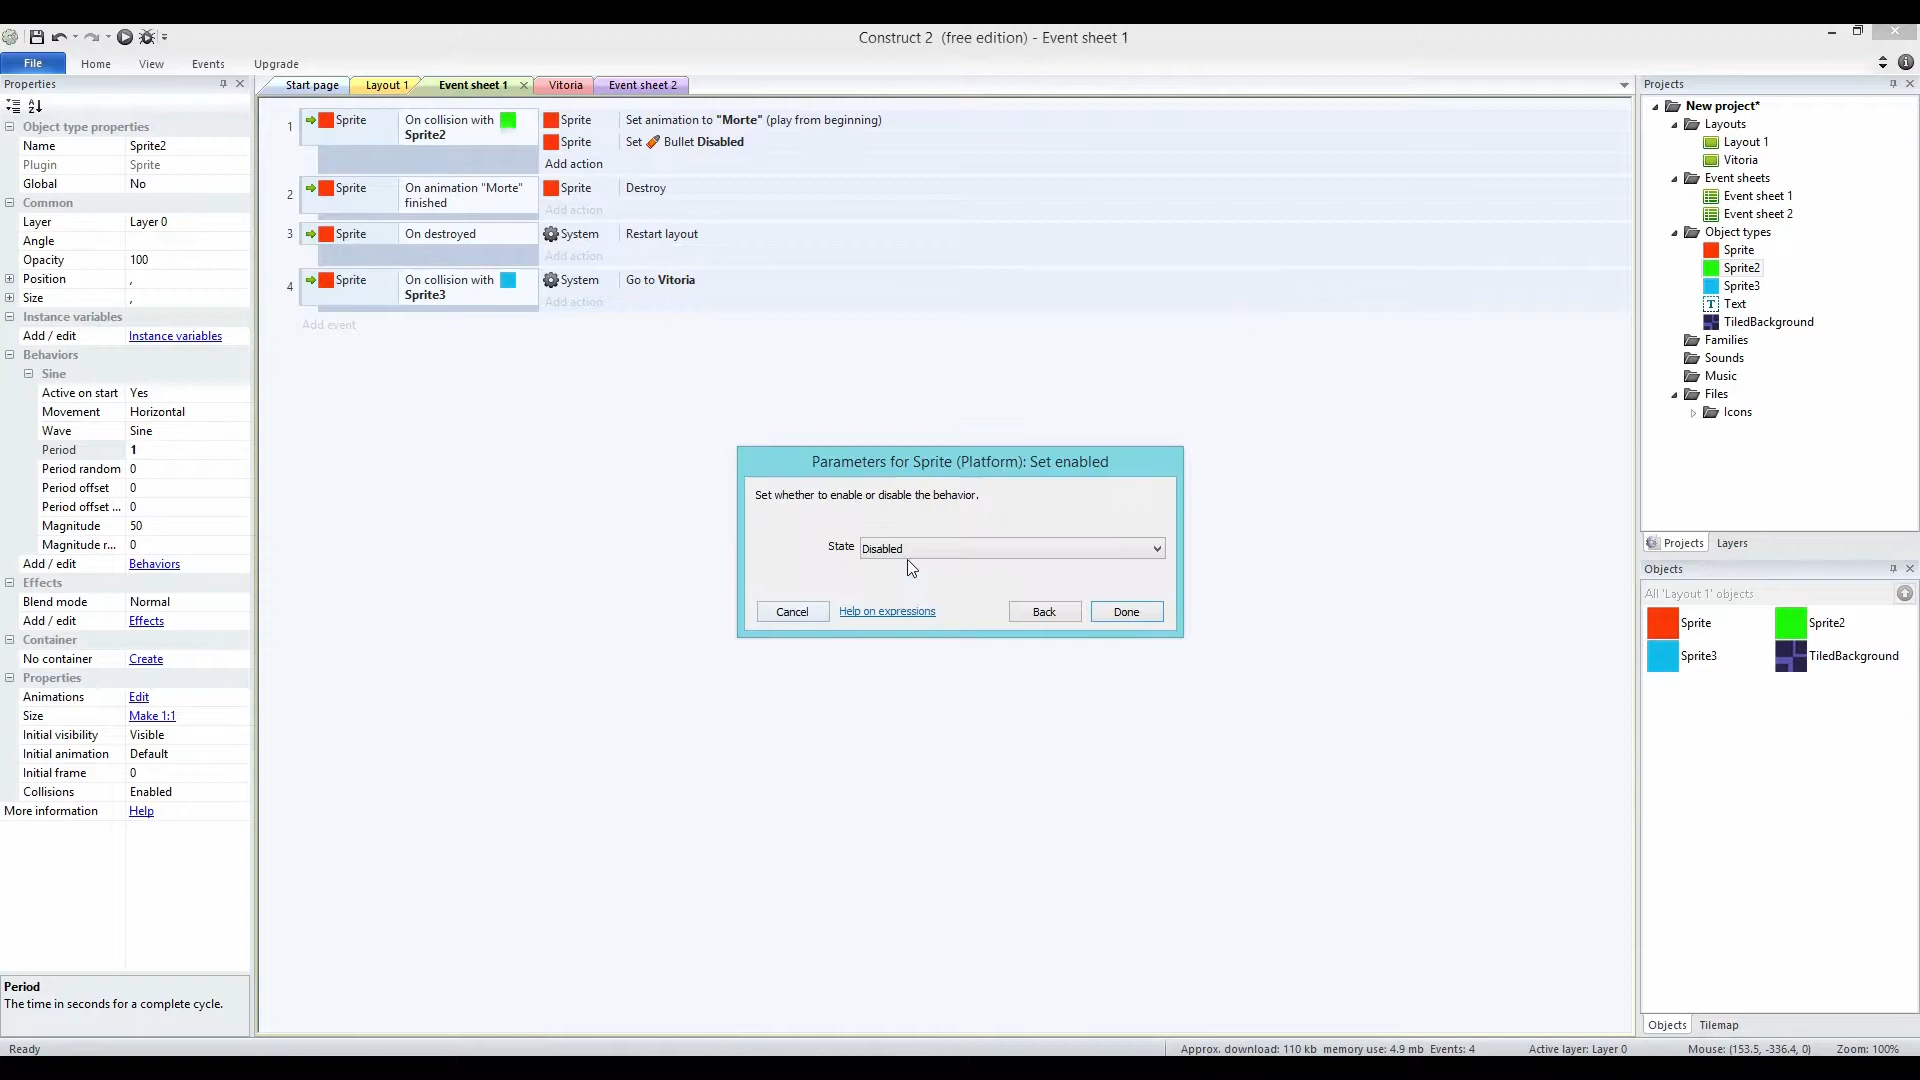 Construct 2 (free edition) - Event sheet 1
File Home View Events Upgrade
Properties
Start page Layout 1 Event sheet 1 Vitoria Event sheet 2
Projects
Object type properties
Name Sprite2
Plugin Sprite
Global No
Common
Layer Layer 0
Angle
Opacity 100
Position ,
Size ,
Instance variables
Add / edit Instance variables
Behaviors
Sine
Active on start Yes
Movement Horizontal
Wave Sine
Period 1
Period random 0
Period offset 0
Period offset ... 0
Magnitude 50
Magnitude r... 0
Add / edit Behaviors
Effects
Blend mode Normal
Add / edit Effects
Container
No container Create
Properties
Animations Edit
Size Make 1:1
Initial visibility Visible
Initial animation Default
Initial frame 0
Collisions Enabled
More information Help
Period
The time in seconds for a complete cycle.
Ready
1 Sprite On collision with Sprite2
Sprite Set animation to "Morte" (play from beginning)
Sprite Set Bullet Disabled
Add action
2 Sprite On animation "Morte" finished
Sprite Destroy
Add action
3 Sprite On destroyed
System Restart layout
Add action
4 Sprite On collision with Sprite3
System Go to Vitoria
Add action
Add event
Parameters for Sprite (Platform): Set enabled
Set whether to enable or disable the behavior.
State Disabled
Cancel Help on expressions Back Done
New project*
Layouts
Layout 1
Vitoria
Event sheets
Event sheet 1
Event sheet 2
Object types
Sprite
Sprite2
Sprite3
T Text
TiledBackground
Families
Sounds
Music
Files
Icons
Projects Layers
Objects
All 'Layout 1' objects
Sprite Sprite2
Sprite3 TiledBackground
Objects Tilemap
Approx. download: 110 kb memory use: 4.9 mb Events: 4 Active layer: Layer 0 Mouse: (153.5, -336.4, 0) Zoom: 100%